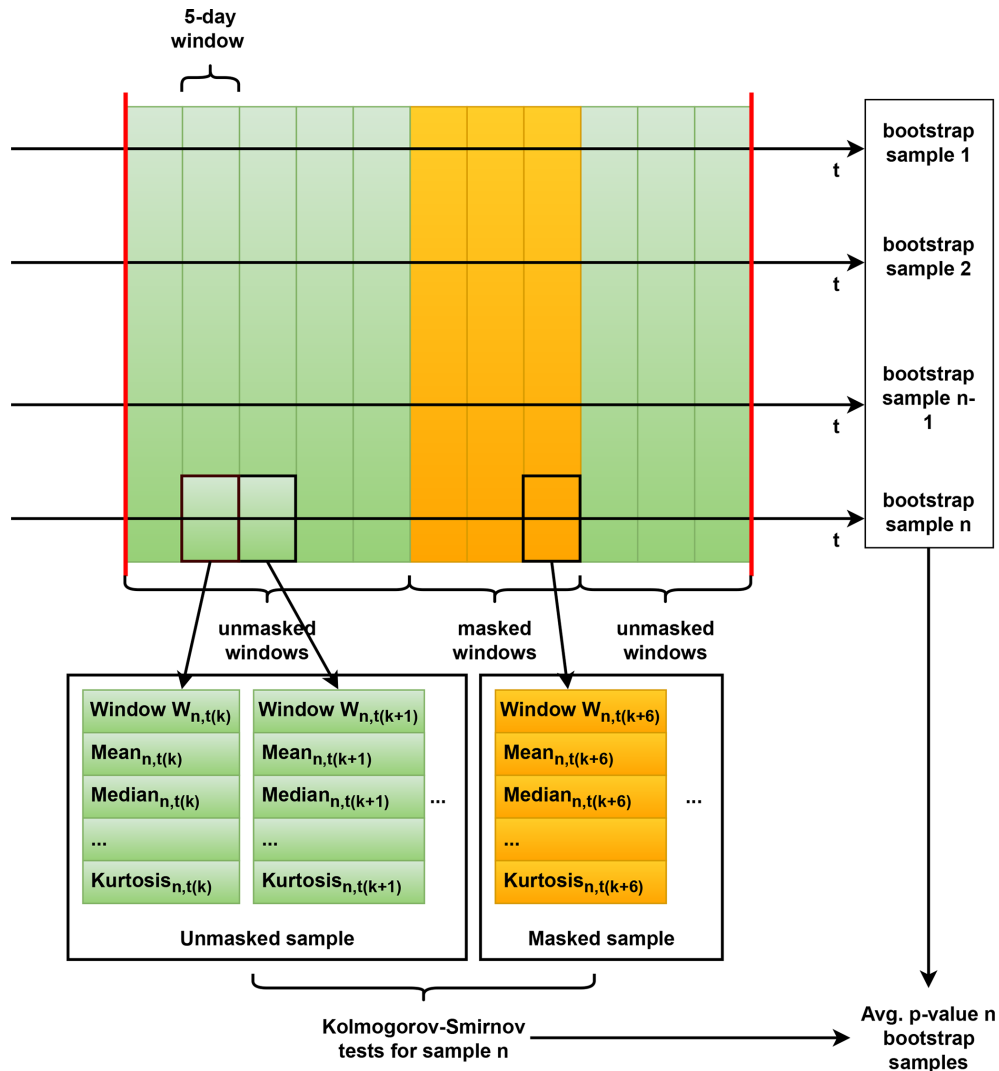 5-day
window
bootstrap
sample 1
t
bootstrap
sample 2
t
bootstrap
sample n-
1
t
bootstrap
sample n
t
unmasked
windows
masked
windows
unmasked
windows
Window Wn,t(k)
Meann,t(k)
Mediann,t(k)
...
Kurtosisn,t(k)
Window Wn,t(k+1)
Meann,t(k+1)
Mediann,t(k+1)
...
Kurtosisn,t(k+1)
...
Unmasked sample
Window Wn,t(k+6)
Meann,t(k+6)
Mediann,t(k+6)
...
Kurtosisn,t(k+6)
...
Masked sample
Kolmogorov-Smirnov
tests for sample n
Avg. p-value n
bootstrap
samples